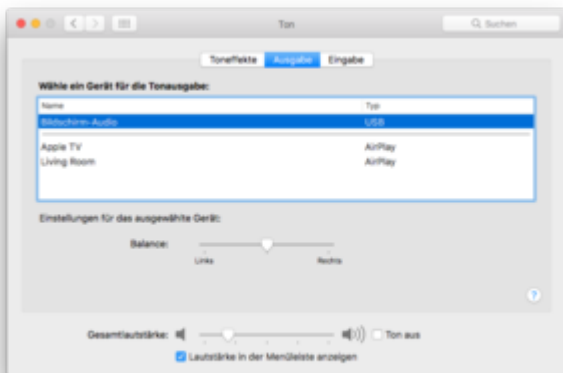 Ton
Suchen
Toneffekte Ausgabe Eingabe
Wähle ein Gerät für die Tonausgabe:
Name Typ
Bildschirm-Audio USB
Apple TV AirPlay
Living Room AirPlay
Einstellungen für das ausgewählte Gerät:
Balance:
Links Rechts
?
Gesamtlautstärke: Ton aus
Lautstärke in der Menüleiste anzeigen